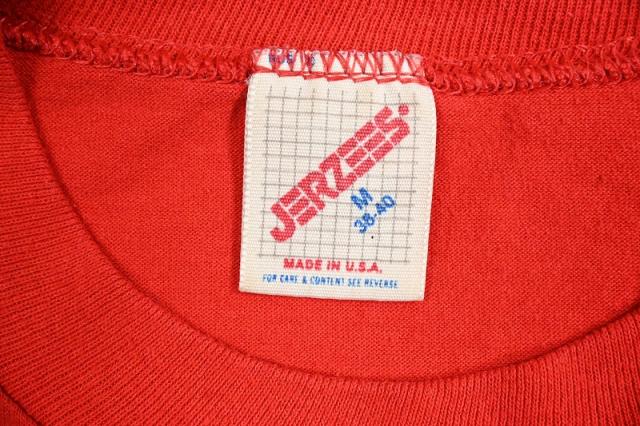 JERZEES
M
38-40
MADE IN U.S.A.
FOR CARE & CONTENT SEE REVERSE